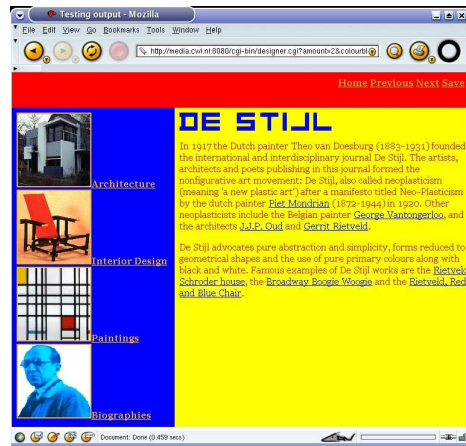 Testing output - Mozilla
File Edit View Go Bookmarks Tools Window Help
http://media.cwi.nl:8080/cgi-bin/designer.cgi?amount=2&colourbl
Home Previous Next Save
DE STIJL
In 1917 the Dutch painter Theo van Doesburg (1883-1931) founded
the international and interdisciplinary journal De Stijl. The artists,
architects and poets publishing in this journal formed the
nonfigurative art movement: De Stijl, also called neoplasticism
(meaning 'a new plastic art') after a manifesto titled Neo-Plasticism
by the dutch painter Piet Mondrian (1872-1944) in 1920. Other
neoplasticists include the Belgian painter George Vantongerloo, and
the architects J.J.P. Oud and Gerrit Rietveld.
De Stijl advocates pure abstraction and simplicity, forms reduced to
geometrical shapes and the use of pure primary colours along with
black and white. Famous examples of De Stijl works are the Rietveld
Schroder house, the Broadway Boogie Woogie and the Rietveld, Red
and Blue Chair.
Architecture
Interior Design
Paintings
Biographies
Document: Done (0.459 secs)